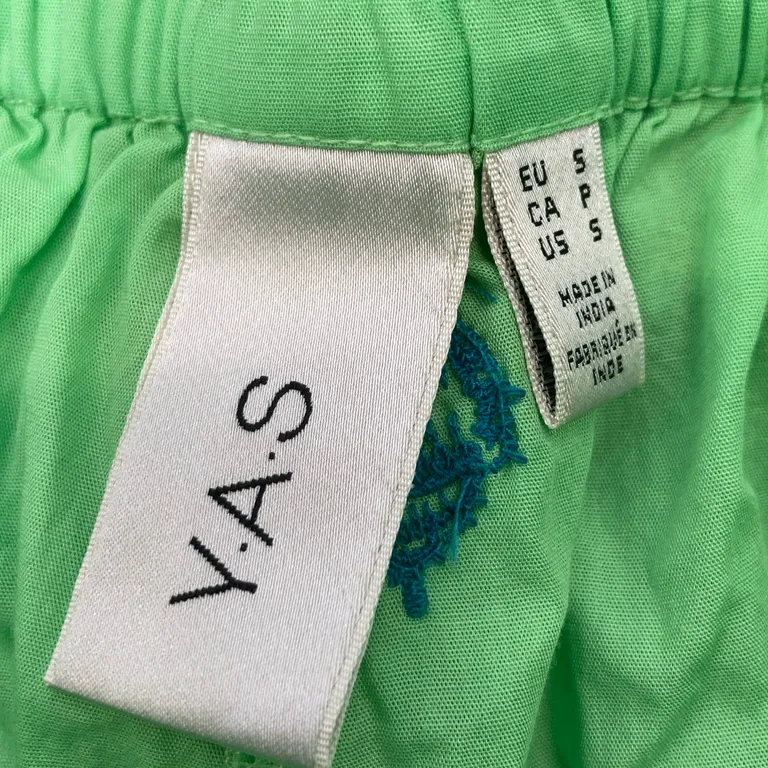 Y.A.S
EU S
CA P
US S
MADE IN
INDIA
FABRIQUÉ EN
INDE